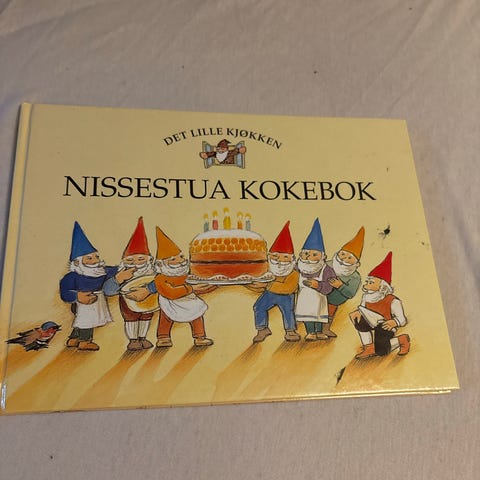 DET LILLE KJØKKEN
NISSESTUA KOKEBOK